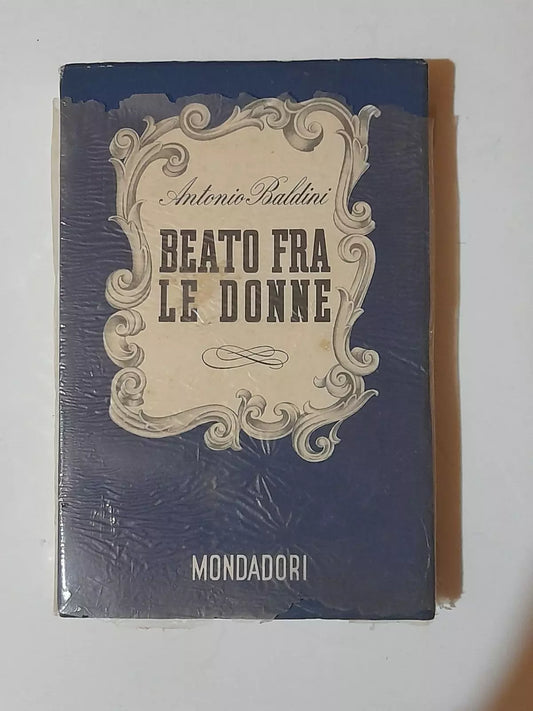 Antonio Baldini
BEATO FRA
LE DONNE
MONDADORI